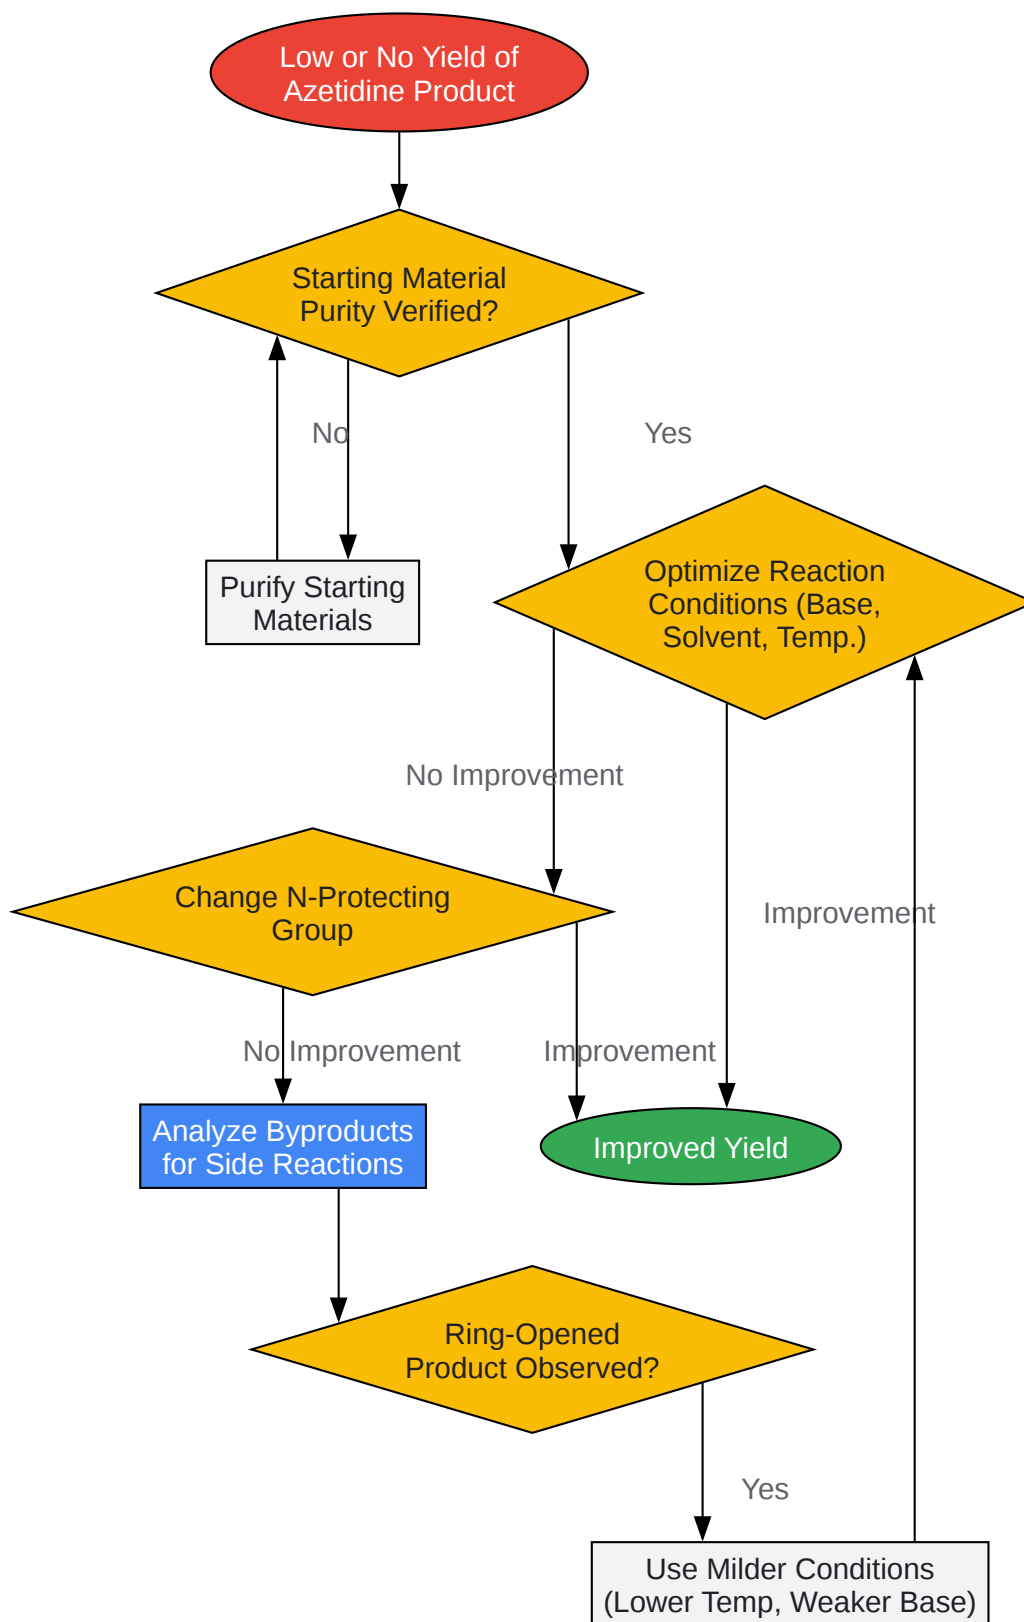 Low or No Yield of
Azetidine Product
Starting Material
Purity Verified?
No
Yes
Purify Starting
Materials
Optimize Reaction
Conditions (Base,
Solvent, Temp.)
No Improvement
Change N-Protecting
Group
Improvement
No Improvement
Improvement
Analyze Byproducts
for Side Reactions
Improved Yield
Ring-Opened
Product Observed?
Yes
Use Milder Conditions
(Lower Temp, Weaker Base)